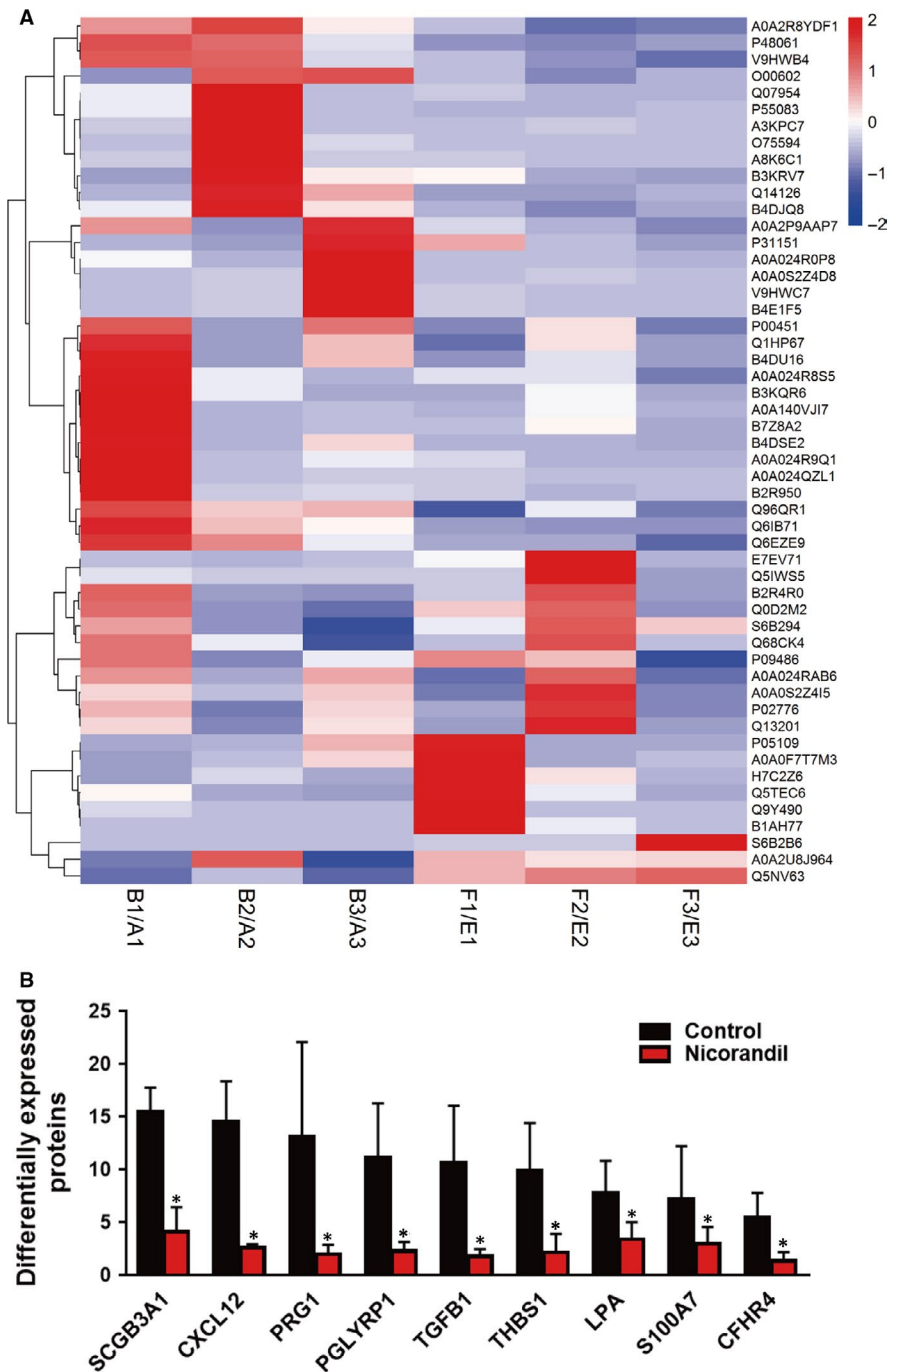 A
A0A2R8YDF1
P48061
V9HWB4
O00602
Q07954
P55083
A3KPC7
O75594
A8K6C1
B3KRV7
Q14126
B4DJQ8
A0A2P9AAP7
P31151
A0A024R0P8
A0A0S2Z4D8
V9HWC7
B4E1F5
P00451
Q1HP67
B4DU16
A0A024R8S5
B3KQR6
A0A140VJI7
B7Z8A2
B4DSE2
A0A024R9Q1
A0A024QZL1
B2R950
Q96QR1
Q6IB71
Q6EZE9
E7EV71
Q5IWS5
B2R4R0
Q0D2M2
S6B294
Q68CK4
P09486
A0A024RAB6
A0A0S2Z4I5
P02776
Q13201
P05109
A0A0F7T7M3
H7C2Z6
Q5TEC6
Q9Y490
B1AH77
S6B2B6
A0A2U8J964
Q5NV63
2
1
0
−1
−2
B1/A1
B2/A2
B3/A3
F1/E1
F2/E2
F3/E3
B
Differentially expressed
proteins
25
20
15
10
5
0
Control
Nicorandil
*
*
*
*
*
*
*
*
*
SCGB3A1
CXCL12
PRG1
PGLYRP1
TGFB1
THBS1
LPA
S100A7
CFHR4